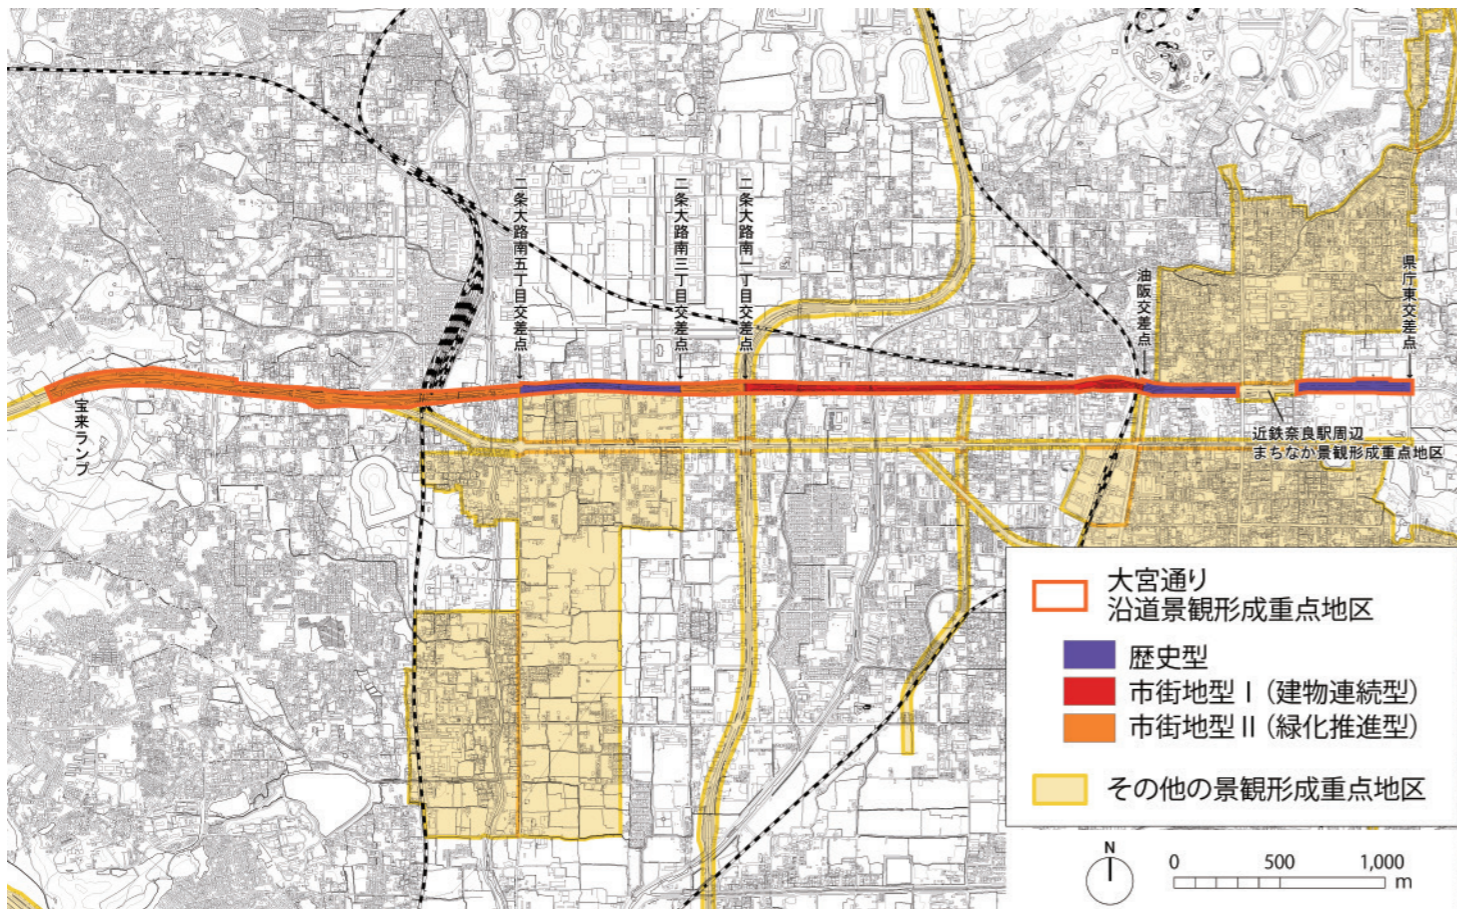 二条大路南五丁目交差点
二条大路南三丁目交差点
二条大路南一丁目交差点
油阪交差点
県庁東交差点
宝来ランプ
近鉄奈良駅周辺
まちなか景観形成重点地区
大宮通り
沿道景観形成重点地区
歴史型
市街地型Ⅰ（建物連続型）
市街地型Ⅱ（緑化推進型）
その他の景観形成重点地区
N
0 500 1,000
m